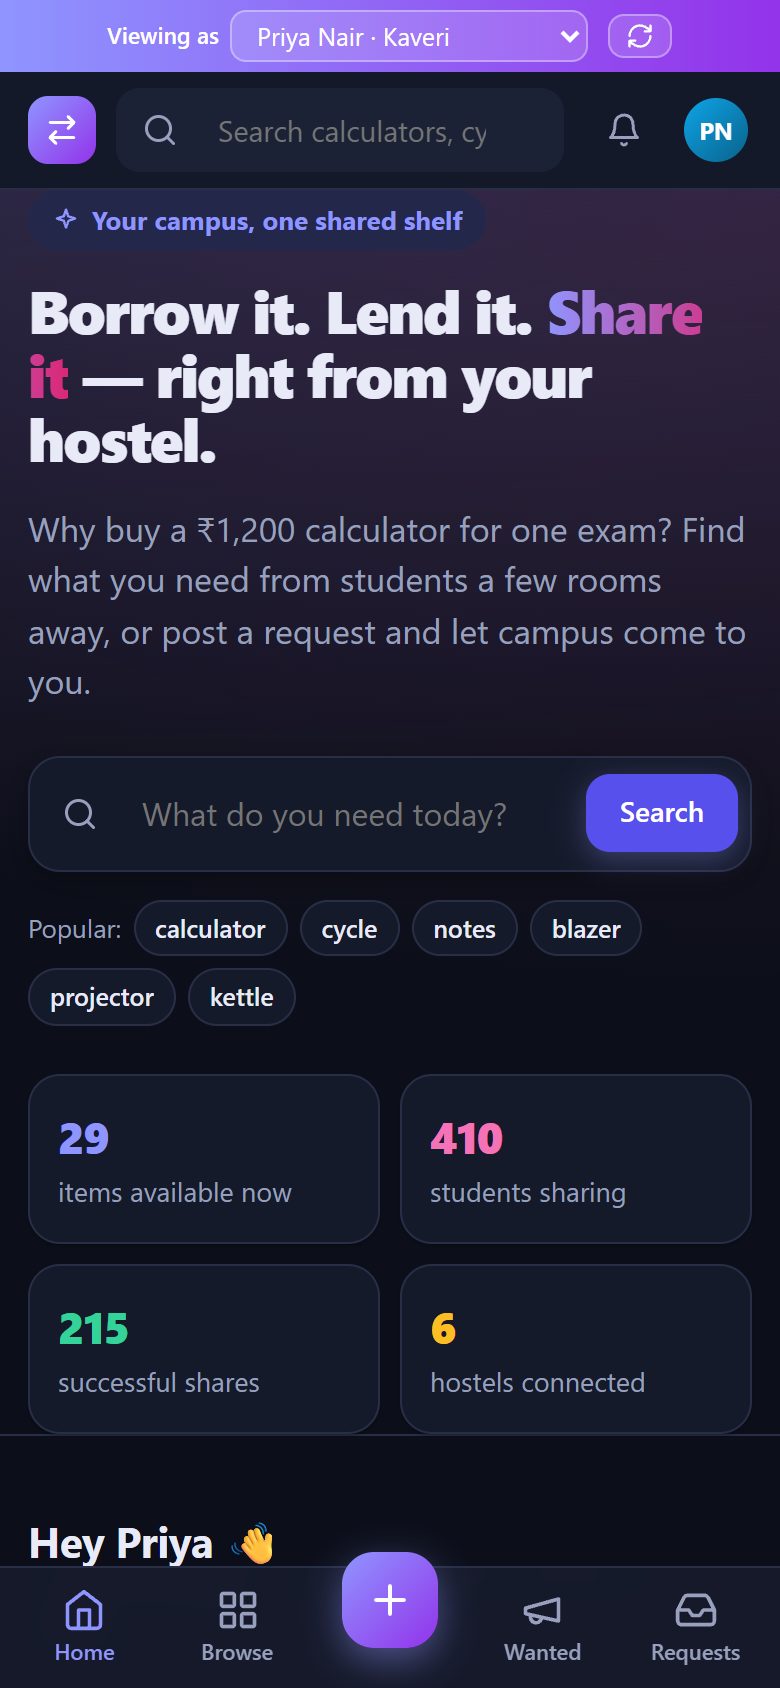 Viewing as Priya Nair · Kaveri
Search calculators, cy
PN
Your campus, one shared shelf
Borrow it. Lend it. Share
it — right from your
hostel.
Why buy a ₹1,200 calculator for one exam? Find
what you need from students a few rooms
away, or post a request and let campus come to
you.
What do you need today? Search
Popular: calculator cycle notes blazer
projector kettle
29
items available now
410
students sharing
215
successful shares
6
hostels connected
Hey Priya 👋
Home Browse Wanted Requests